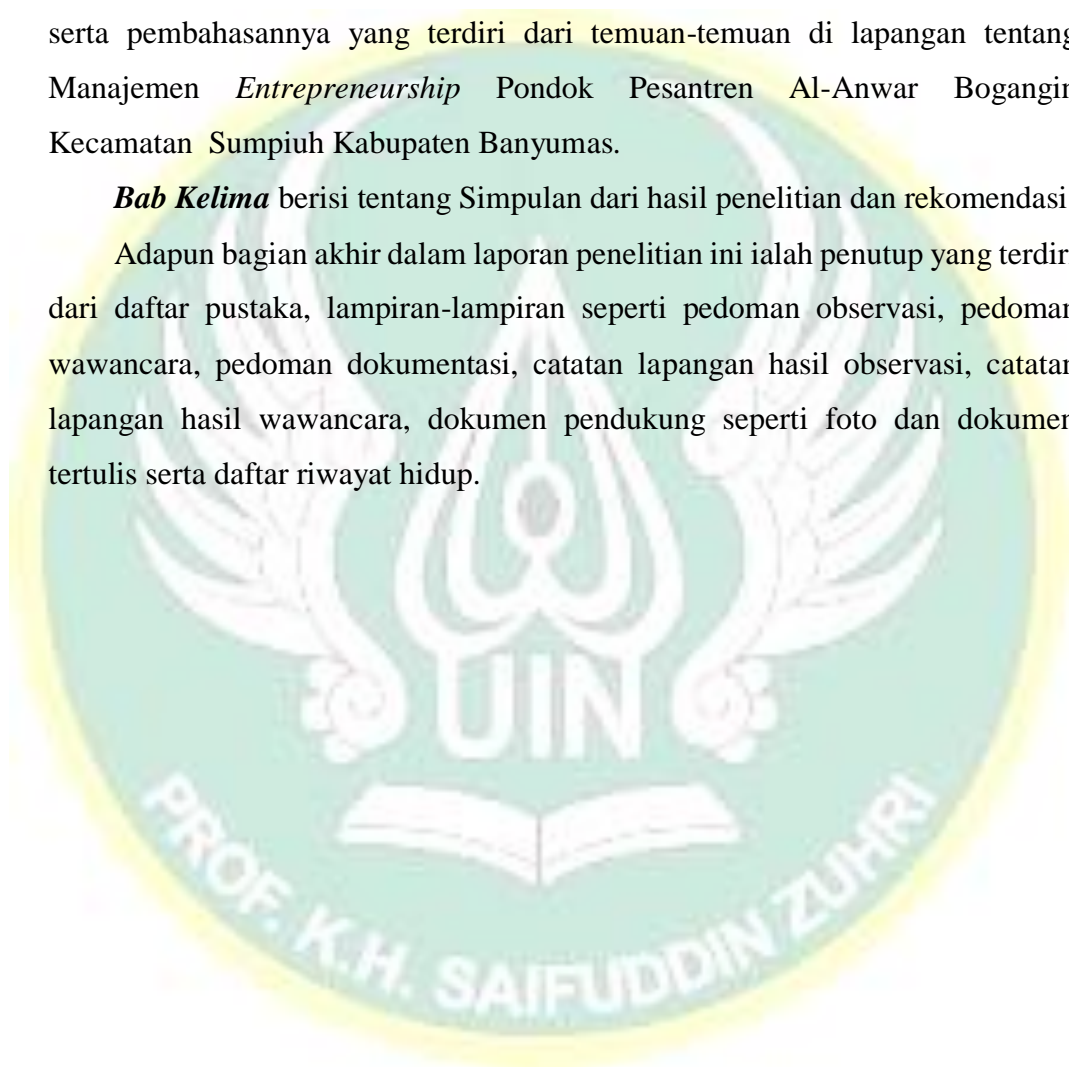 serta pembahasannya yang terdiri dari temuan-temuan di lapangan tentang
Manajemen Entrepreneurship Pondok Pesantren Al-Anwar Bogangin
Kecamatan Sumpiuh Kabupaten Banyumas.
Bab Kelima berisi tentang Simpulan dari hasil penelitian dan rekomendasi
Adapun bagian akhir dalam laporan penelitian ini ialah penutup yang terdiri
dari daftar pustaka, lampiran-lampiran seperti pedoman observasi, pedoman
wawancara, pedoman dokumentasi, catatan lapangan hasil observasi, catatan
lapangan hasil wawancara, dokumen pendukung seperti foto dan dokumen
tertulis serta daftar riwayat hidup.
UIN
PROF. K.H. SAIFUDDIN ZUHRI